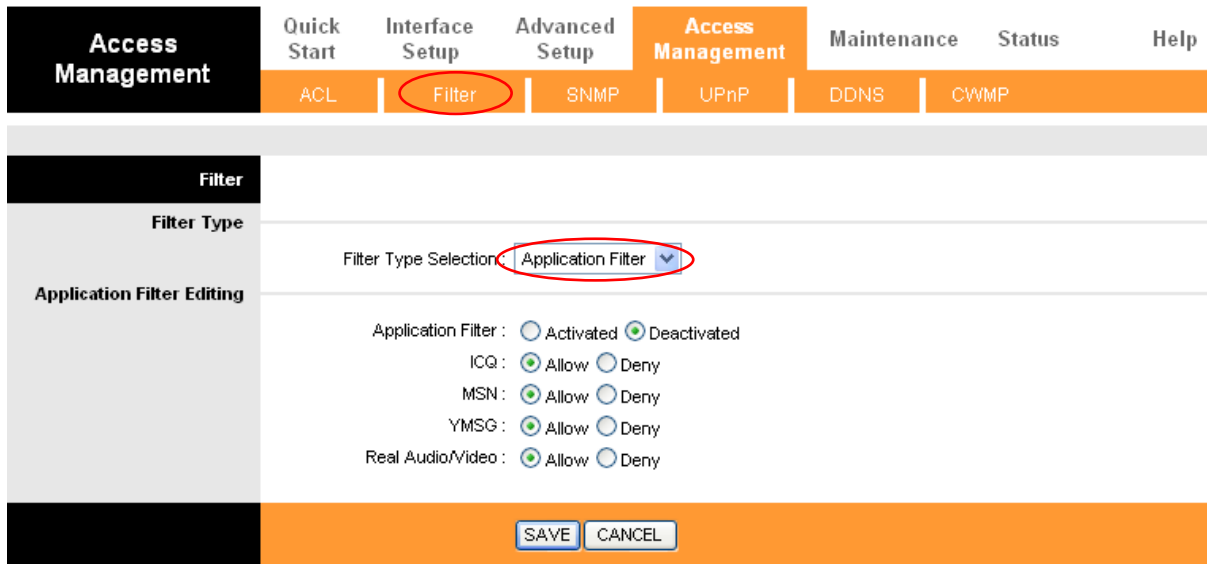 Access Management
Quick Start
Interface Setup
Advanced Setup
Access Management
Maintenance
Status
Help
ACL
Filter
SNMP
UPnP
DDNS
CWMP
Filter
Filter Type
Filter Type Selection : Application Filter
Application Filter Editing
Application Filter : Activated Deactivated
ICQ : Allow Deny
MSN : Allow Deny
YMSG : Allow Deny
Real Audio/Video : Allow Deny
SAVE CANCEL